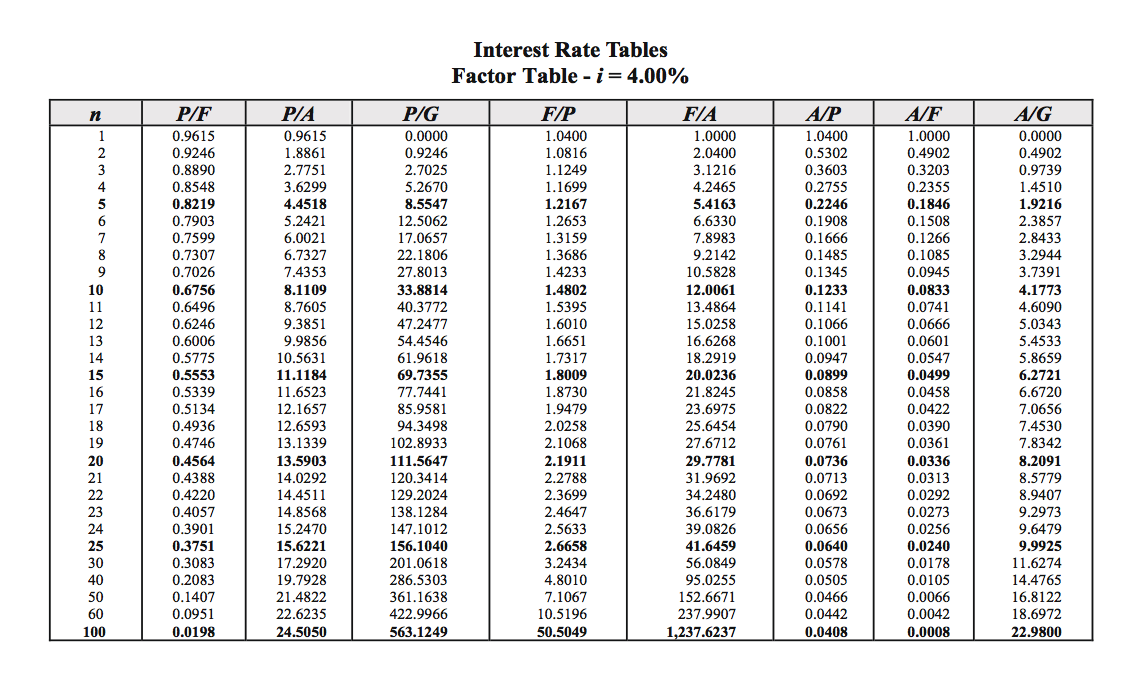 Interest Rate Tables
Factor Table - i = 4.00%
n P/F P/A P/G F/P F/A A/P A/F A/G
1 0.9615 0.9615 0.0000 1.0400 1.0000 1.0400 1.0000 0.0000
2 0.9246 1.8861 0.9246 1.0816 2.0400 0.5302 0.4902 0.4902
3 0.8890 2.7751 2.7025 1.1249 3.1216 0.3603 0.3203 0.9739
4 0.8548 3.6299 5.2670 1.1699 4.2465 0.2755 0.2355 1.4510
5 0.8219 4.4518 8.5547 1.2167 5.4163 0.2246 0.1846 1.9216
6 0.7903 5.2421 12.5062 1.2653 6.6330 0.1908 0.1508 2.3857
7 0.7599 6.0021 17.0657 1.3159 7.8983 0.1666 0.1266 2.8433
8 0.7307 6.7327 22.1806 1.3686 9.2142 0.1485 0.1085 3.2944
9 0.7026 7.4353 27.8013 1.4233 10.5828 0.1345 0.0945 3.7391
10 0.6756 8.1109 33.8814 1.4802 12.0061 0.1233 0.0833 4.1773
11 0.6496 8.7605 40.3772 1.5395 13.4864 0.1141 0.0741 4.6090
12 0.6246 9.3851 47.2477 1.6010 15.0258 0.1066 0.0666 5.0343
13 0.6006 9.9856 54.4546 1.6651 16.6268 0.1001 0.0601 5.4533
14 0.5775 10.5631 61.9618 1.7317 18.2919 0.0947 0.0547 5.8659
15 0.5553 11.1184 69.7355 1.8009 20.0236 0.0899 0.0499 6.2721
16 0.5339 11.6523 77.7441 1.8730 21.8245 0.0858 0.0458 6.6720
17 0.5134 12.1657 85.9581 1.9479 23.6975 0.0822 0.0422 7.0656
18 0.4936 12.6593 94.3498 2.0258 25.6454 0.0790 0.0390 7.4530
19 0.4746 13.1339 102.8933 2.1068 27.6712 0.0761 0.0361 7.8342
20 0.4564 13.5903 111.5647 2.1911 29.7781 0.0736 0.0336 8.2091
21 0.4388 14.0292 120.3414 2.2788 31.9692 0.0713 0.0313 8.5779
22 0.4220 14.4511 129.2024 2.3699 34.2480 0.0692 0.0292 8.9407
23 0.4057 14.8568 138.1284 2.4647 36.6179 0.0673 0.0273 9.2973
24 0.3901 15.2470 147.1012 2.5633 39.0826 0.0656 0.0256 9.6479
25 0.3751 15.6221 156.1040 2.6658 41.6459 0.0640 0.0240 9.9925
30 0.3083 17.2920 201.0618 3.2434 56.0849 0.0578 0.0178 11.6274
40 0.2083 19.7928 286.5303 4.8010 95.0255 0.0505 0.0105 14.4765
50 0.1407 21.4822 361.1638 7.1067 152.6671 0.0466 0.0066 16.8122
60 0.0951 22.6235 422.9966 10.5196 237.9907 0.0442 0.0042 18.6972
100 0.0198 24.5050 563.1249 50.5049 1,237.6237 0.0408 0.0008 22.9800